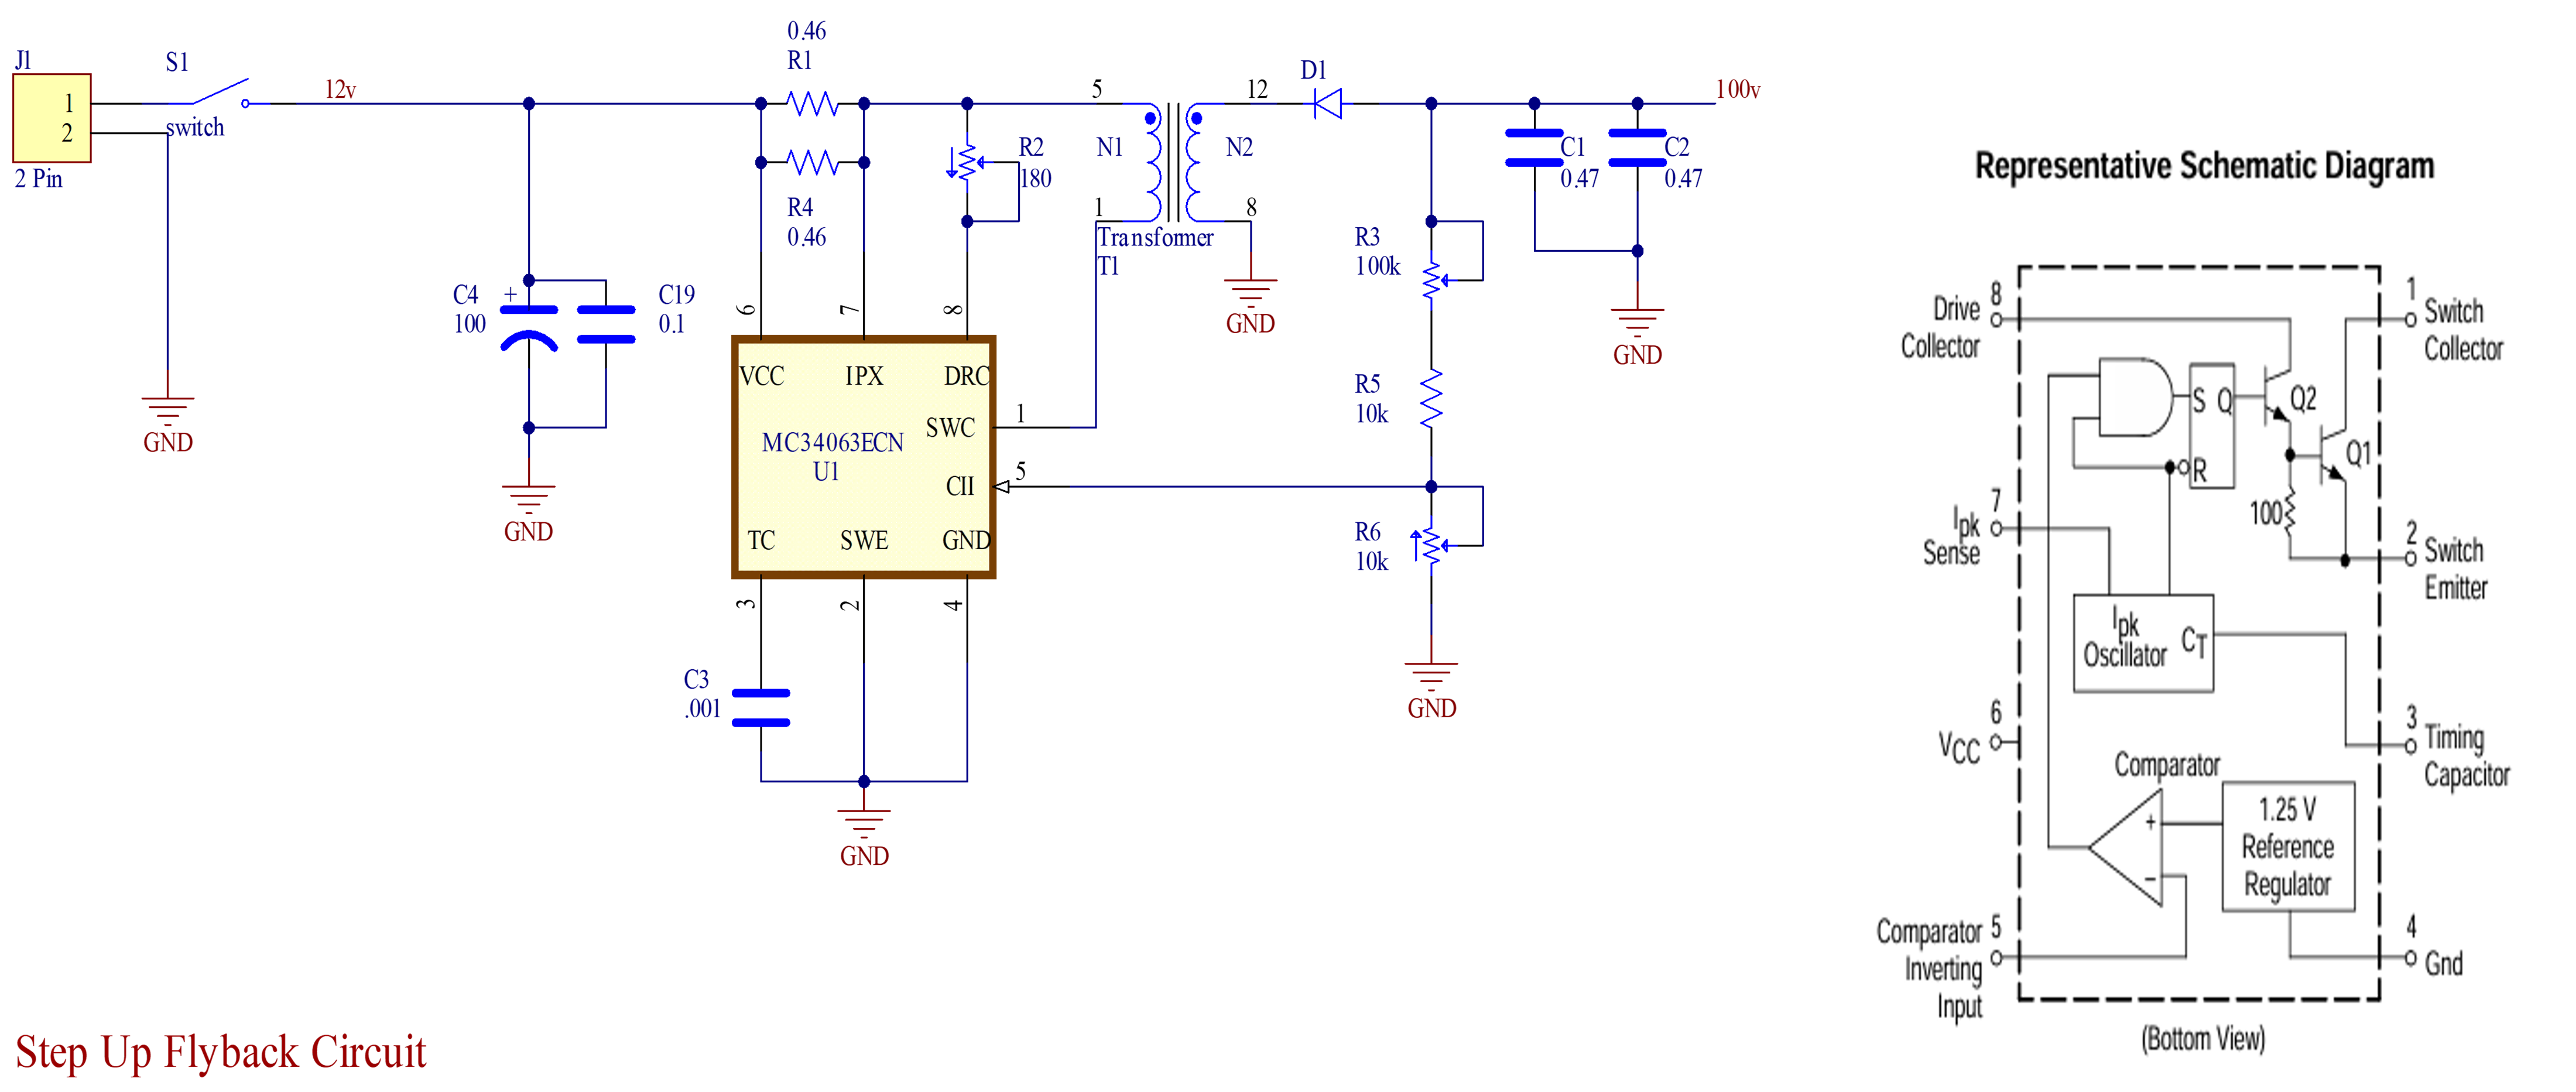 J1
1
2
2 Pin
S1
switch
12v
0.46
R1
R4
0.46
R2
180
5
1
N1
N2
12
8
Transformer
T1
GND
D1
100v
C1
0.47
C2
0.47
GND
R3
100k
R5
10k
R6
10k
GND
C4
100
+
C19
0.1
GND
GND
6
7
8
VCC
IPX
DRC
SWC
1
MC34063ECN
U1
CII
5
TC
SWE
GND
3
2
4
C3
.001
GND
Step Up Flyback Circuit
Representative Schematic Diagram
8
Drive
Collector
1
Switch
Collector
S Q
R
Q2
Q1
100
7
Ipk
Sense
2
Switch
Emitter
Ipk
Oscillator
CT
6
VCC
3
Timing
Capacitor
Comparator
+
−
1.25 V
Reference
Regulator
Comparator
Inverting
Input
5
4
Gnd
(Bottom View)